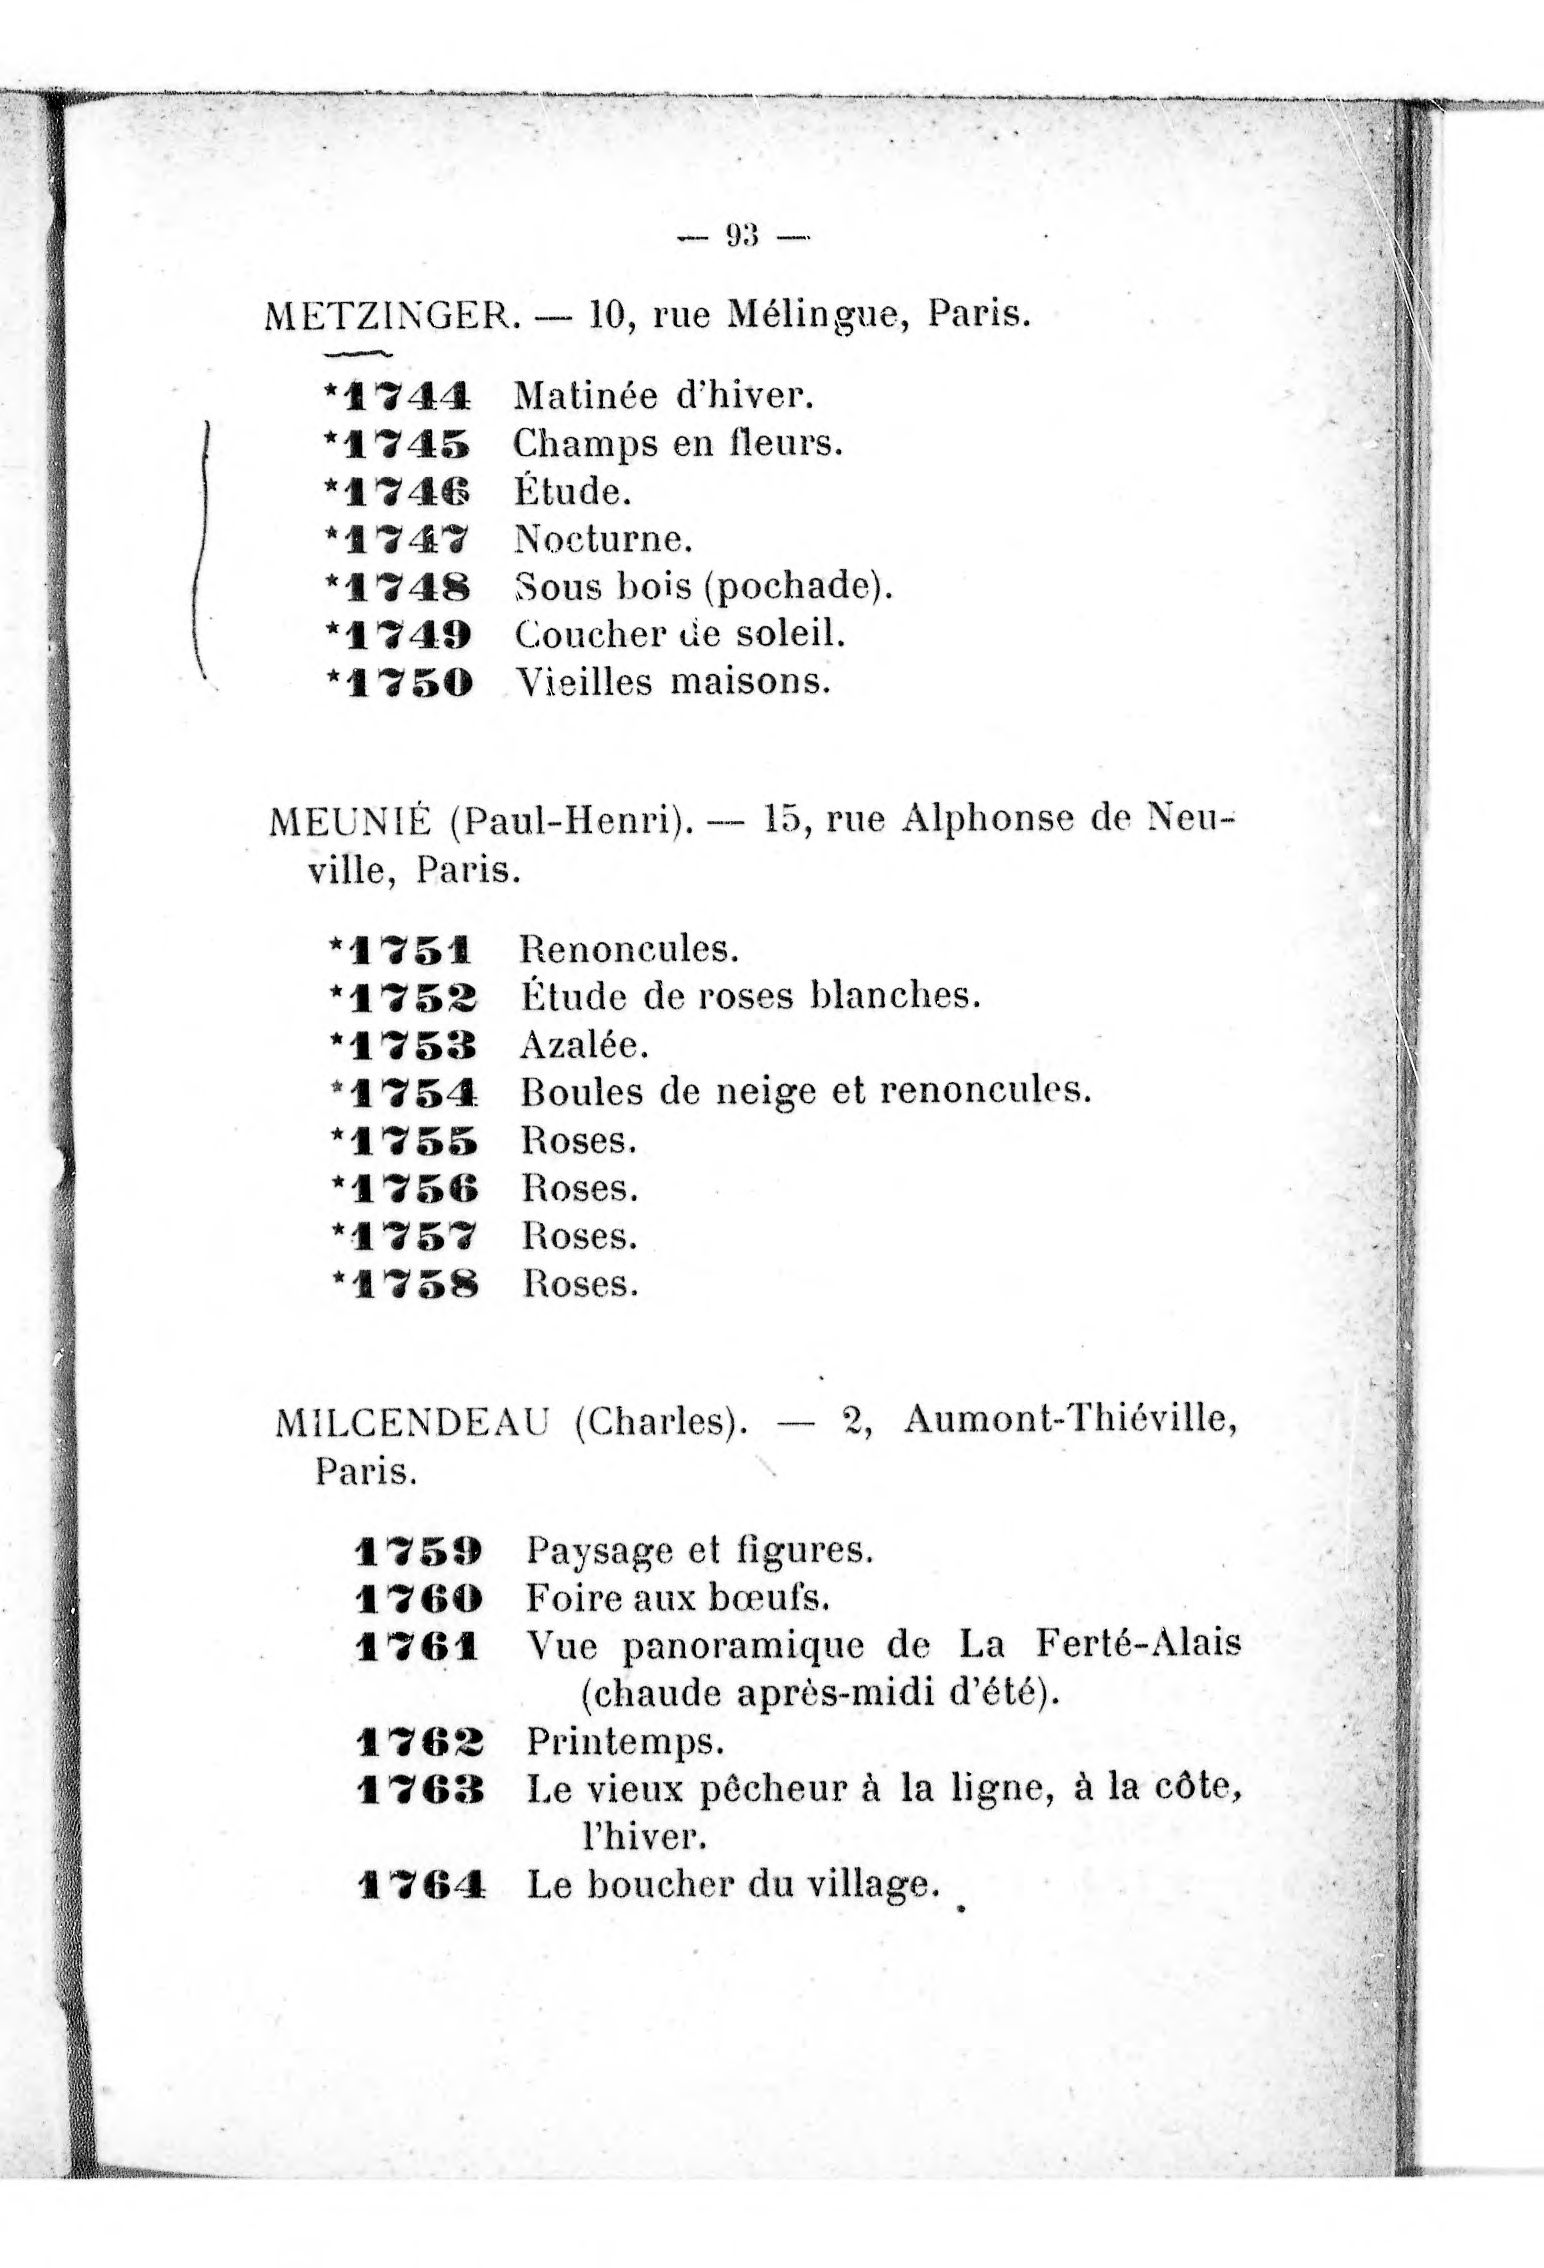 — 93 —
METZINGER. — 10, rue Mélingue, Paris.
*1744 Matinée d'hiver.
*1745 Champs en fleurs.
*1746 Étude.
*1747 Nocturne.
*1748 Sous bois (pochade).
*1749 Coucher de soleil.
*1750 Vieilles maisons.
MEUNIÉ (Paul-Henri). — 15, rue Alphonse de Neu-
ville, Paris.
*1751 Renoncules.
*1752 Étude de roses blanches.
*1753 Azalée.
*1754 Boules de neige et renoncules.
*1755 Roses.
*1756 Roses.
*1757 Roses.
*1758 Roses.
MILCENDEAU (Charles). — 2, Aumont-Thiéville,
Paris.
1759 Paysage et figures.
1760 Foire aux bœufs.
1761 Vue panoramique de La Ferté-Alais
(chaude après-midi d'été).
1762 Printemps.
1763 Le vieux pêcheur à la ligne, à la côte,
l'hiver.
1764 Le boucher du village.